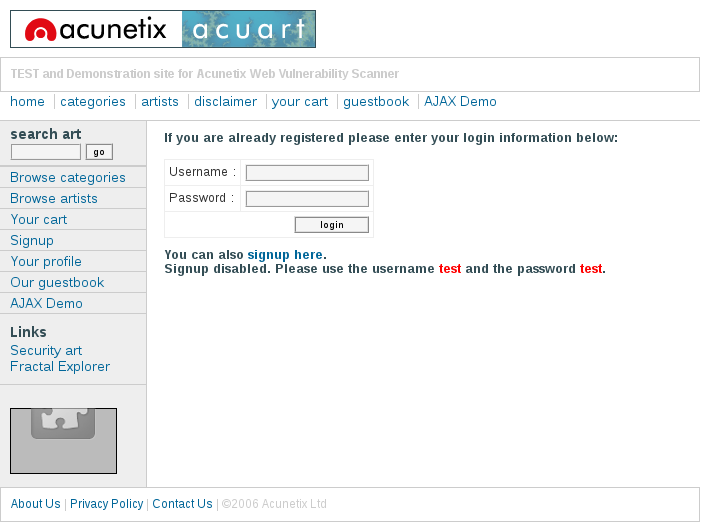 acunetix acuart
TEST and Demonstration site for Acunetix Web Vulnerability Scanner
home | categories | artists | disclaimer | your cart | guestbook | AJAX Demo
search art
go
Browse categories
Browse artists
Your cart
Signup
Your profile
Our guestbook
AJAX Demo
Links
Security art
Fractal Explorer
If you are already registered please enter your login information below:
Username :
Password :
login
You can also signup here.
Signup disabled. Please use the username test and the password test.
About Us | Privacy Policy | Contact Us | ©2006 Acunetix Ltd